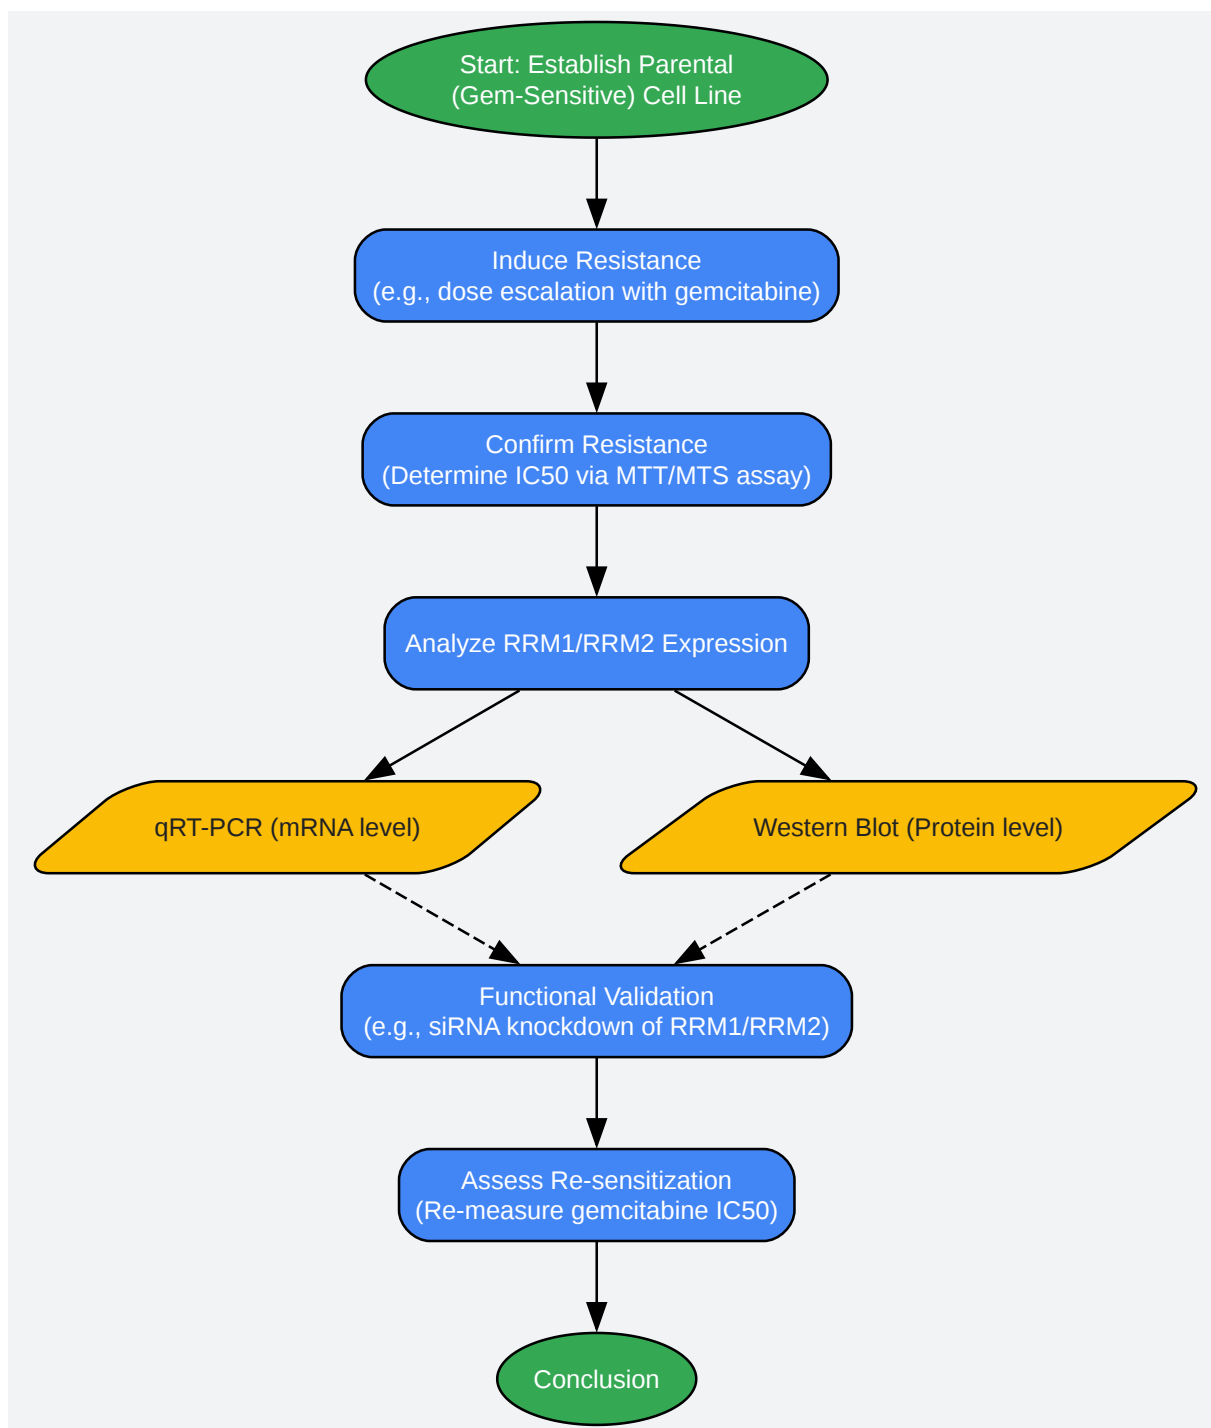 Start: Establish Parental
(Gem-Sensitive) Cell Line
Induce Resistance
(e.g., dose escalation with gemcitabine)
Confirm Resistance
(Determine IC50 via MTT/MTS assay)
Analyze RRM1/RRM2 Expression
qRT-PCR (mRNA level)
Western Blot (Protein level)
Functional Validation
(e.g., siRNA knockdown of RRM1/RRM2)
Assess Re-sensitization
(Re-measure gemcitabine IC50)
Conclusion